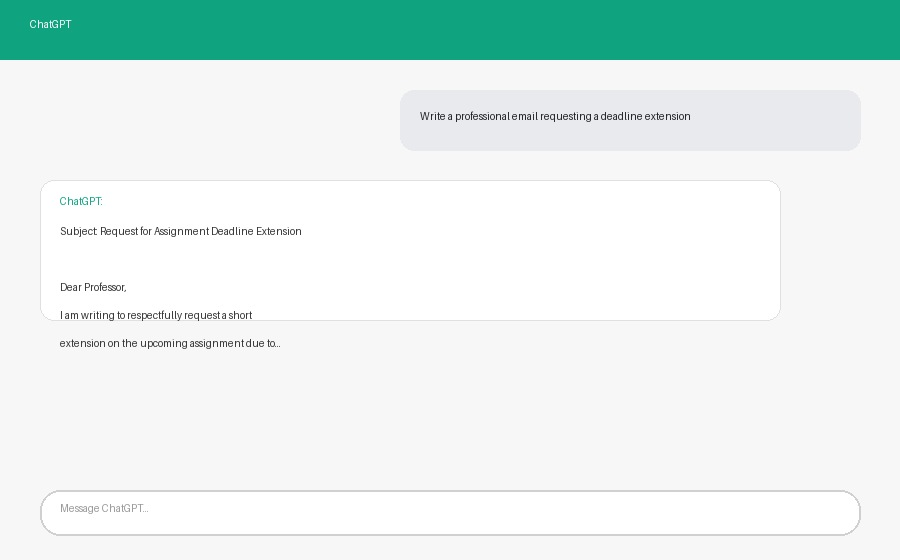 ChatGPT
Write a professional email requesting a deadline extension
ChatGPT:
Subject: Request for Assignment Deadline Extension
Dear Professor,
I am writing to respectfully request a short
extension on the upcoming assignment due to...
Message ChatGPT...